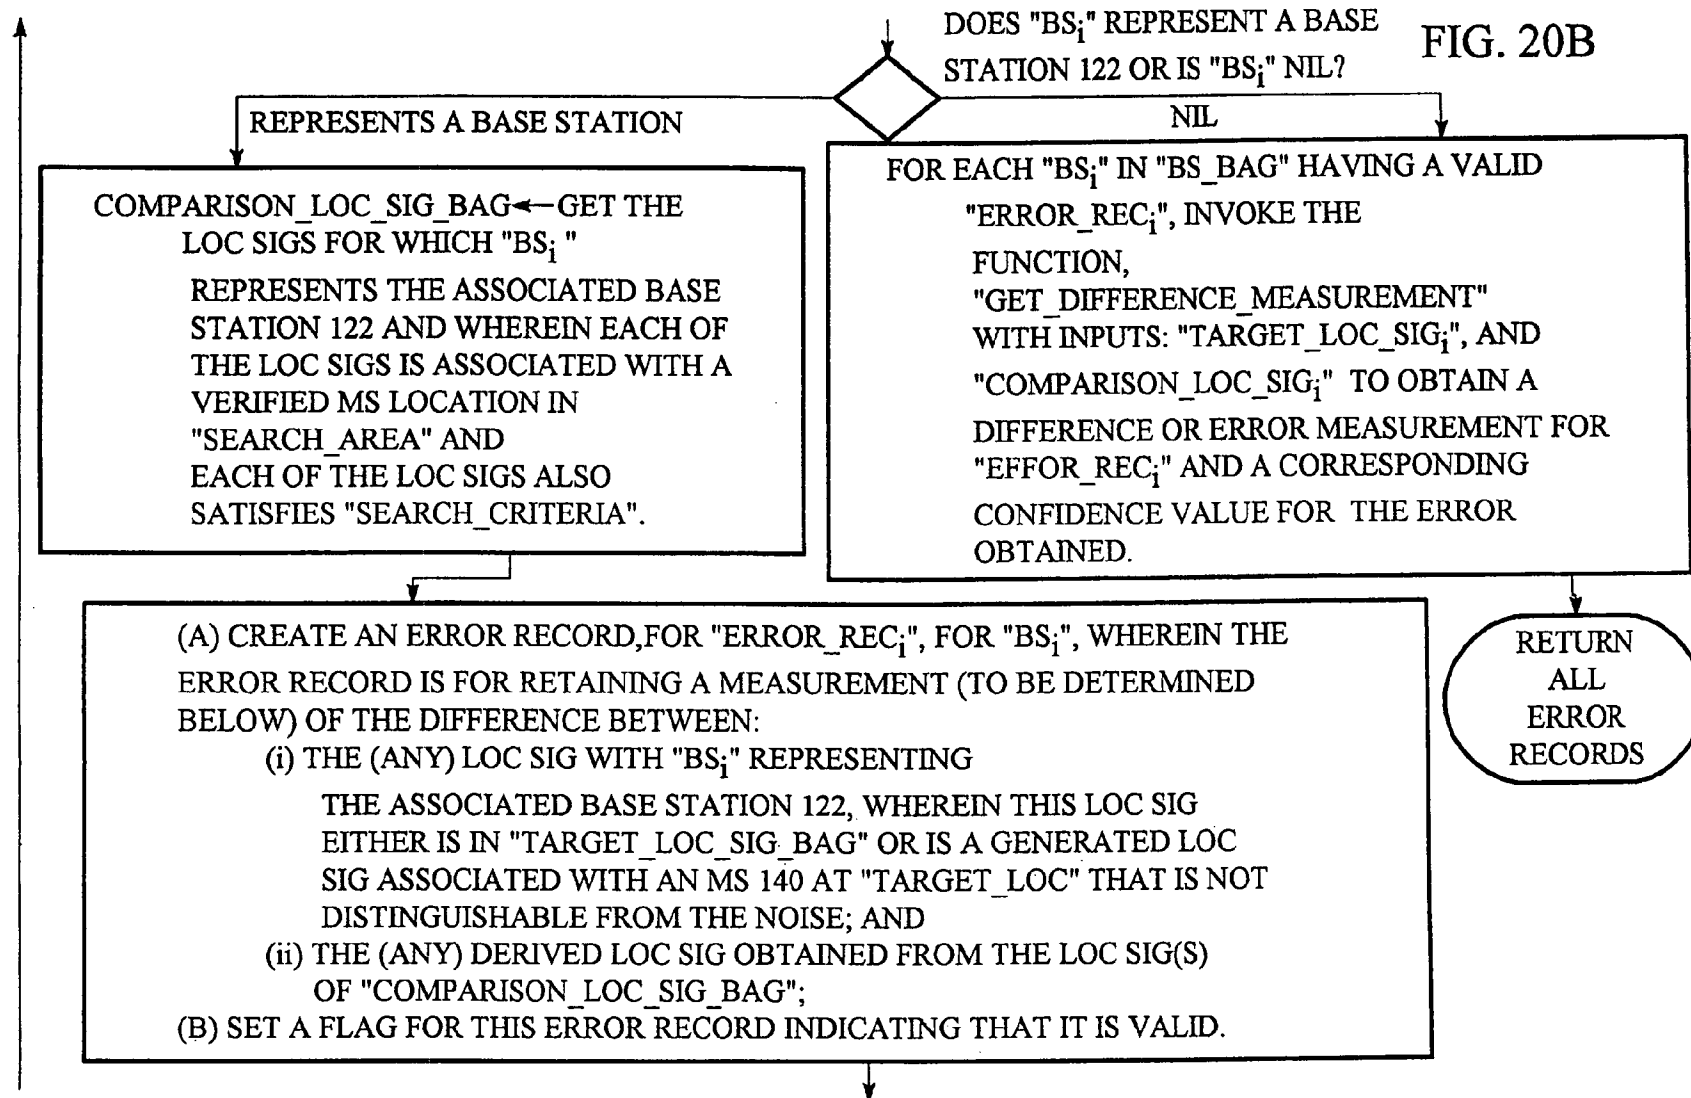 DOES "BSi" REPRESENT A BASE
STATION 122 OR IS "BSi" NIL?
FIG. 20B
REPRESENTS A BASE STATION
NIL
COMPARISON_LOC_SIG_BAG←GET THE
LOC SIGS FOR WHICH "BSi "
REPRESENTS THE ASSOCIATED BASE
STATION 122 AND WHEREIN EACH OF
THE LOC SIGS IS ASSOCIATED WITH A
VERIFIED MS LOCATION IN
"SEARCH_AREA" AND
EACH OF THE LOC SIGS ALSO
SATISFIES "SEARCH_CRITERIA".
FOR EACH "BSi" IN "BS_BAG" HAVING A VALID
"ERROR_RECi", INVOKE THE
FUNCTION,
"GET_DIFFERENCE_MEASUREMENT"
WITH INPUTS: "TARGET_LOC_SIGi", AND
"COMPARISON_LOC_SIGi" TO OBTAIN A
DIFFERENCE OR ERROR MEASUREMENT FOR
"EFFOR_RECi" AND A CORRESPONDING
CONFIDENCE VALUE FOR THE ERROR
OBTAINED.
(A) CREATE AN ERROR RECORD,FOR "ERROR_RECi", FOR "BSi", WHEREIN THE
ERROR RECORD IS FOR RETAINING A MEASUREMENT (TO BE DETERMINED
BELOW) OF THE DIFFERENCE BETWEEN:
(i) THE (ANY) LOC SIG WITH "BSi" REPRESENTING
THE ASSOCIATED BASE STATION 122, WHEREIN THIS LOC SIG
EITHER IS IN "TARGET_LOC_SIG_BAG" OR IS A GENERATED LOC
SIG ASSOCIATED WITH AN MS 140 AT "TARGET_LOC" THAT IS NOT
DISTINGUISHABLE FROM THE NOISE; AND
(ii) THE (ANY) DERIVED LOC SIG OBTAINED FROM THE LOC SIG(S)
OF "COMPARISON_LOC_SIG_BAG";
(B) SET A FLAG FOR THIS ERROR RECORD INDICATING THAT IT IS VALID.
RETURN
ALL
ERROR
RECORDS